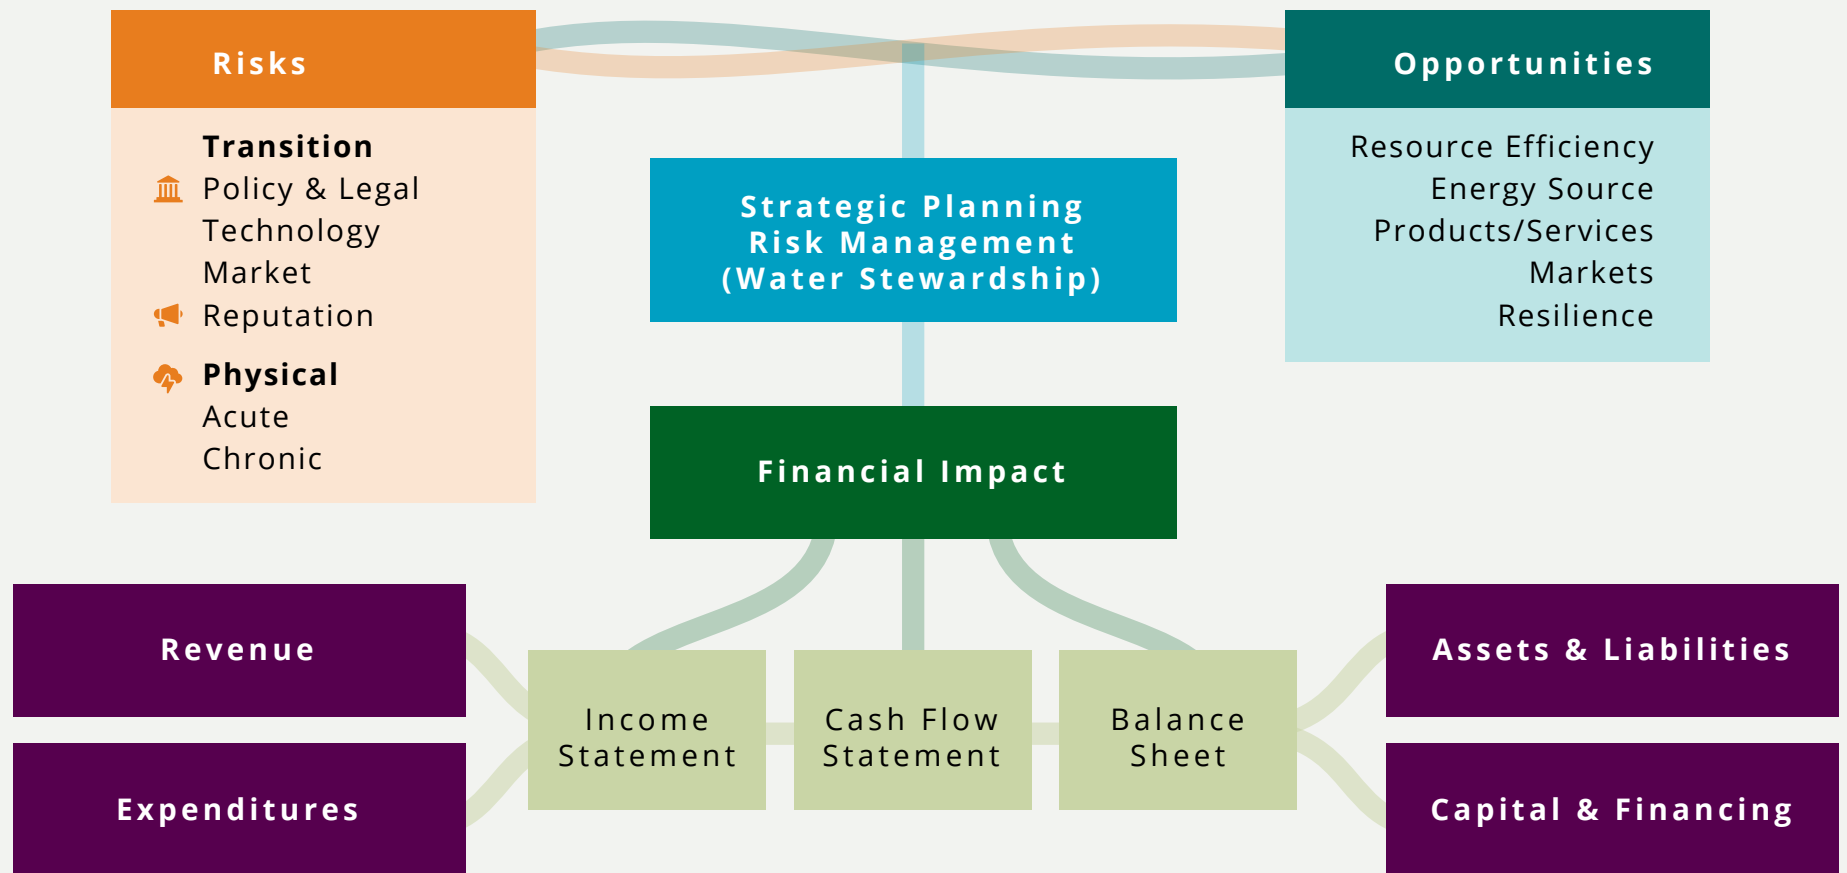 Risks
Transition
Policy & Legal
Technology
Market
Reputation
Physical
Acute
Chronic
Opportunities
Resource Efficiency
Energy Source
Products/Services
Markets
Resilience
Strategic Planning
Risk Management
(Water Stewardship)
Financial Impact
Revenue
Expenditures
Income
Statement
Cash Flow
Statement
Balance
Sheet
Assets & Liabilities
Capital & Financing